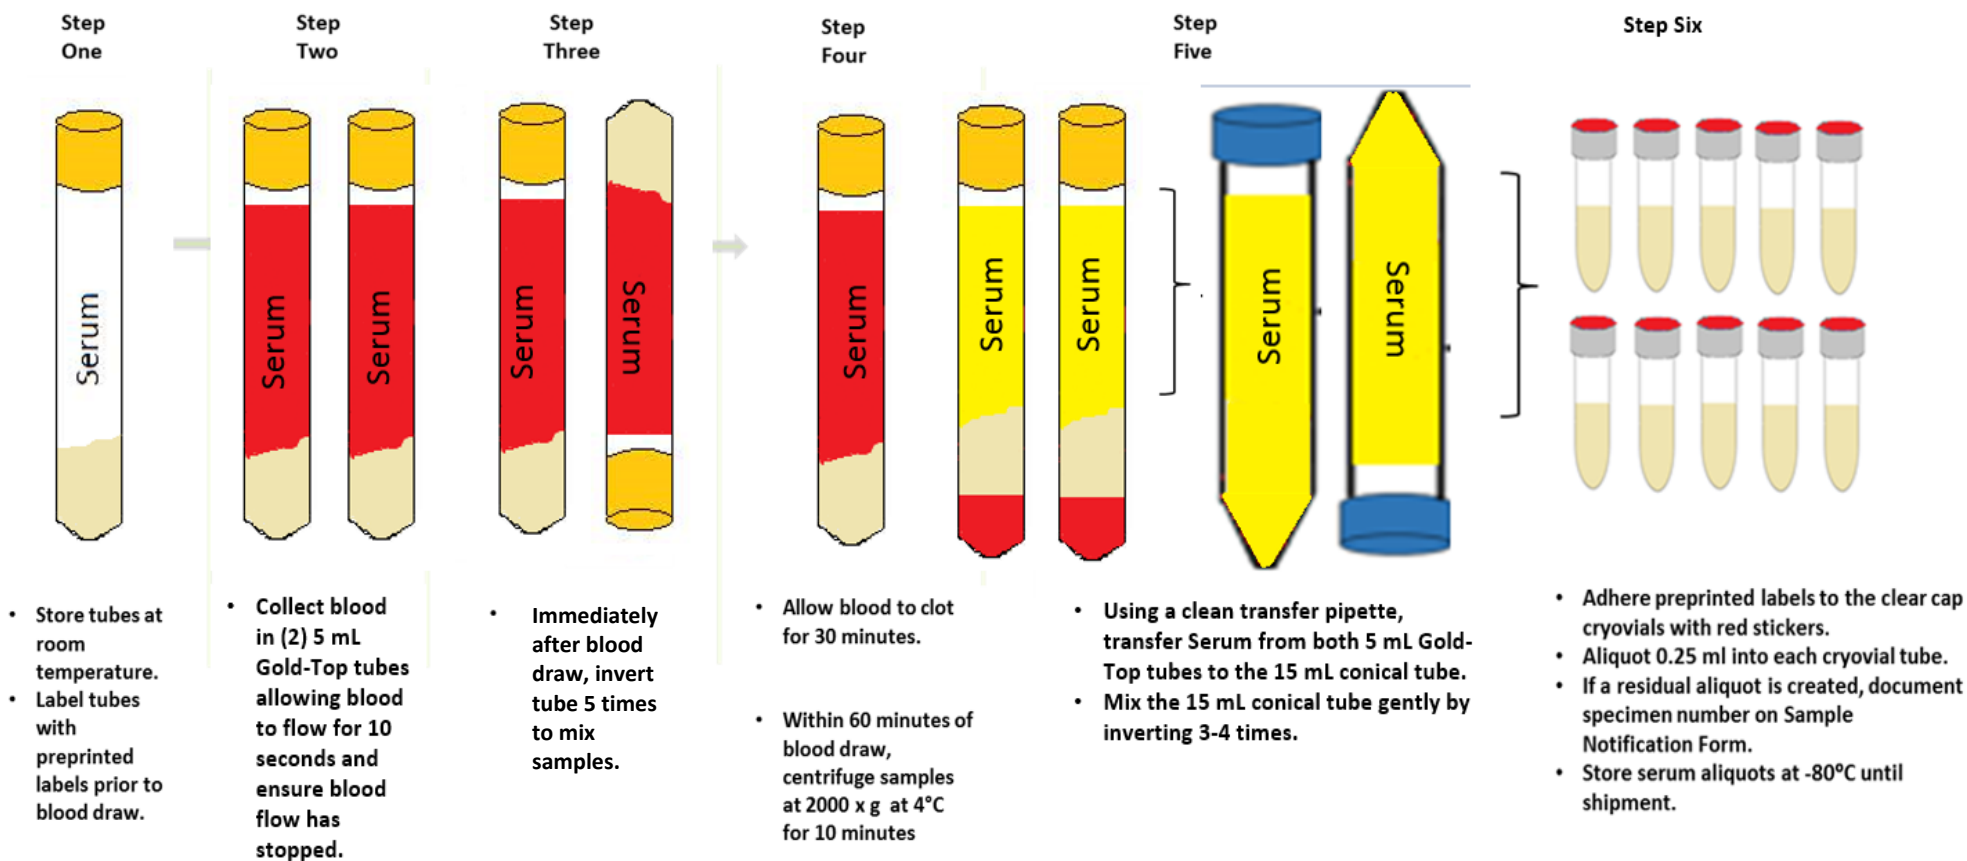 Step
One
Step
Two
Step
Three
Step
Four
Step
Five
Step Six
Serum
Serum
Serum
Serum
Serum
Serum
Serum
Serum
Serum
Serum
• Store tubes at
room
temperature.
• Label tubes
with
preprinted
labels prior to
blood draw.
• Collect blood
in (2) 5 mL
Gold-Top tubes
allowing blood
to flow for 10
seconds and
ensure blood
flow has
stopped.
• Immediately
after blood
draw, invert
tube 5 times
to mix
samples.
• Allow blood to clot
for 30 minutes.
• Within 60 minutes of
blood draw,
centrifuge samples
at 2000 x g at 4°C
for 10 minutes
• Using a clean transfer pipette,
transfer Serum from both 5 mL Gold-
Top tubes to the 15 mL conical tube.
• Mix the 15 mL conical tube gently by
inverting 3-4 times.
• Adhere preprinted labels to the clear cap
cryovials with red stickers.
• Aliquot 0.25 ml into each cryovial tube.
• If a residual aliquot is created, document
specimen number on Sample
Notification Form.
• Store serum aliquots at -80°C until
shipment.